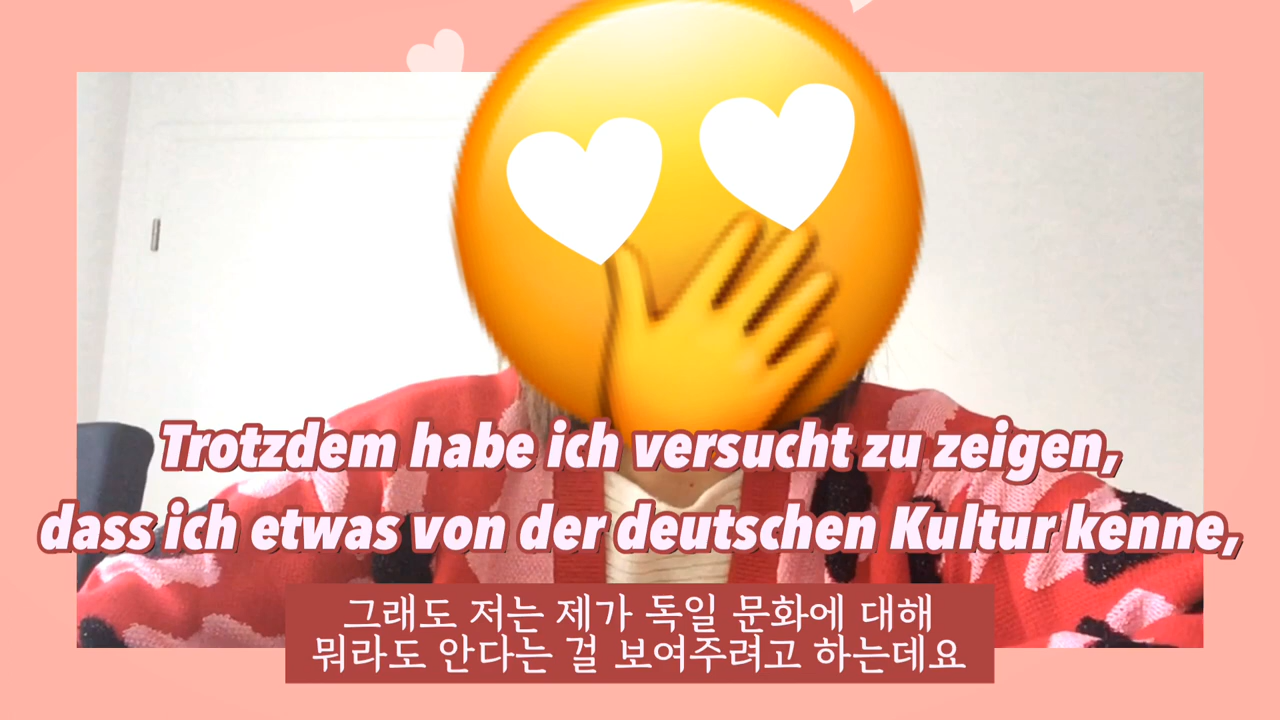 Trotzdem habe ich versucht zu zeigen,
dass ich etwas von der deutschen Kultur kenne,
그래도 저는 제가 독일 문화에 대해
뭐라도 안다는 걸 보여주려고 하는데요